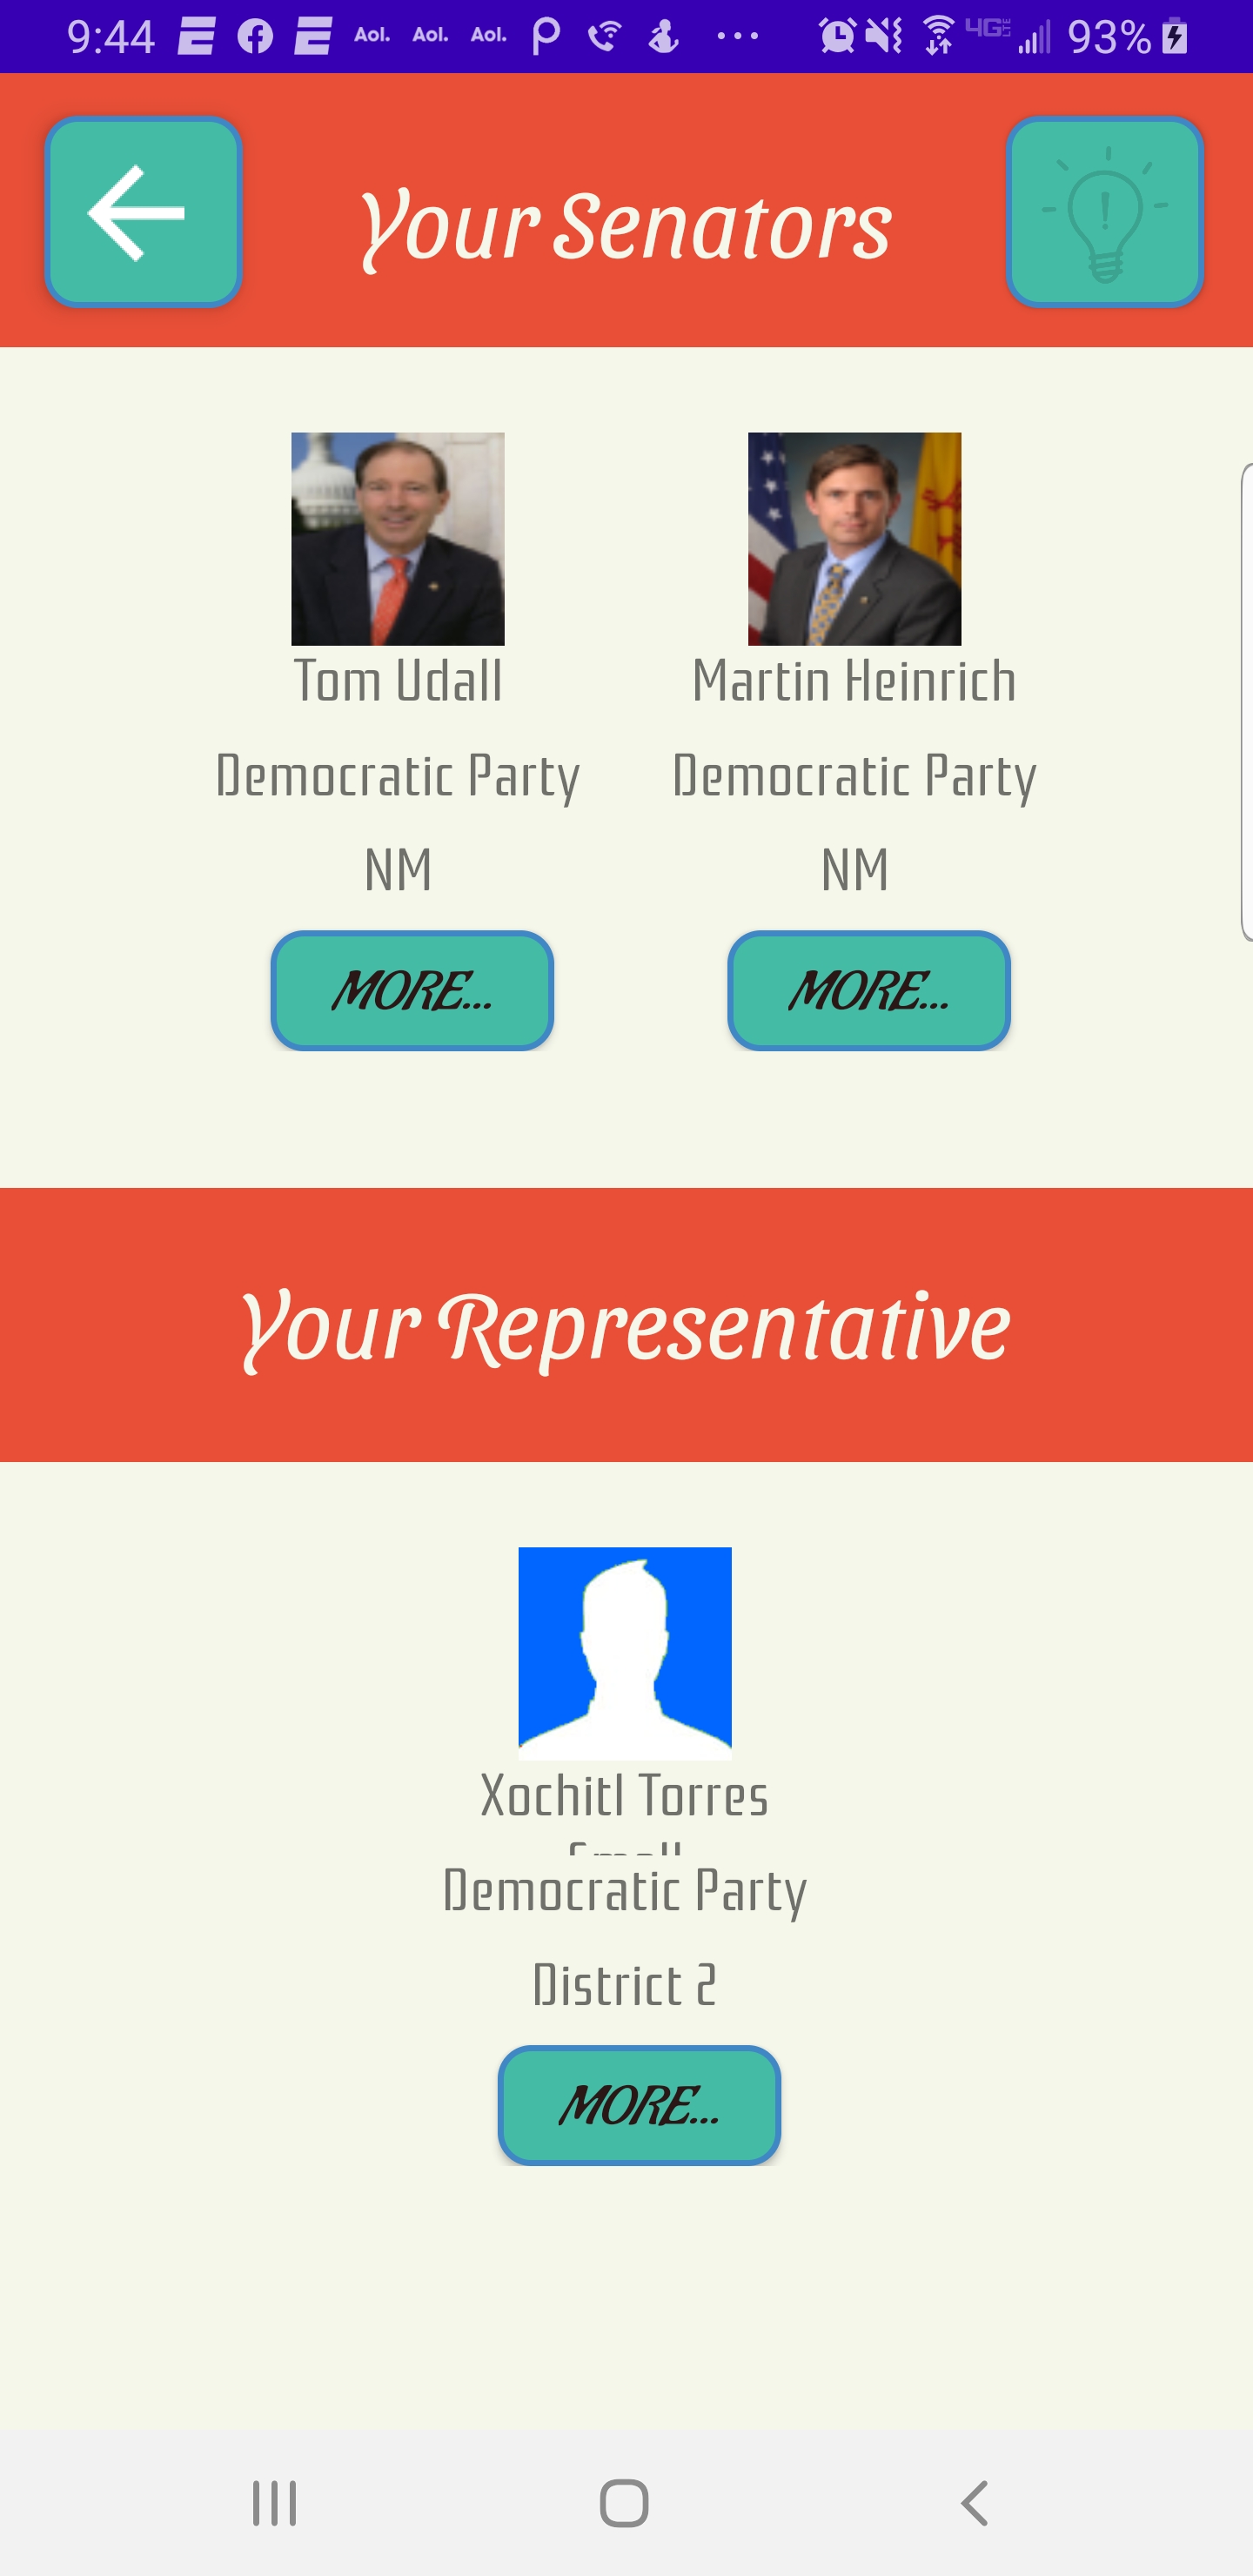 9:44 Aol. Aol. Aol. 4G LTE 93%
Your Senators
Tom Udall Martin Heinrich
Democratic Party Democratic Party
NM NM
MORE... MORE...
Your Representative
Xochitl Torres
Democratic Party
District 2
MORE...